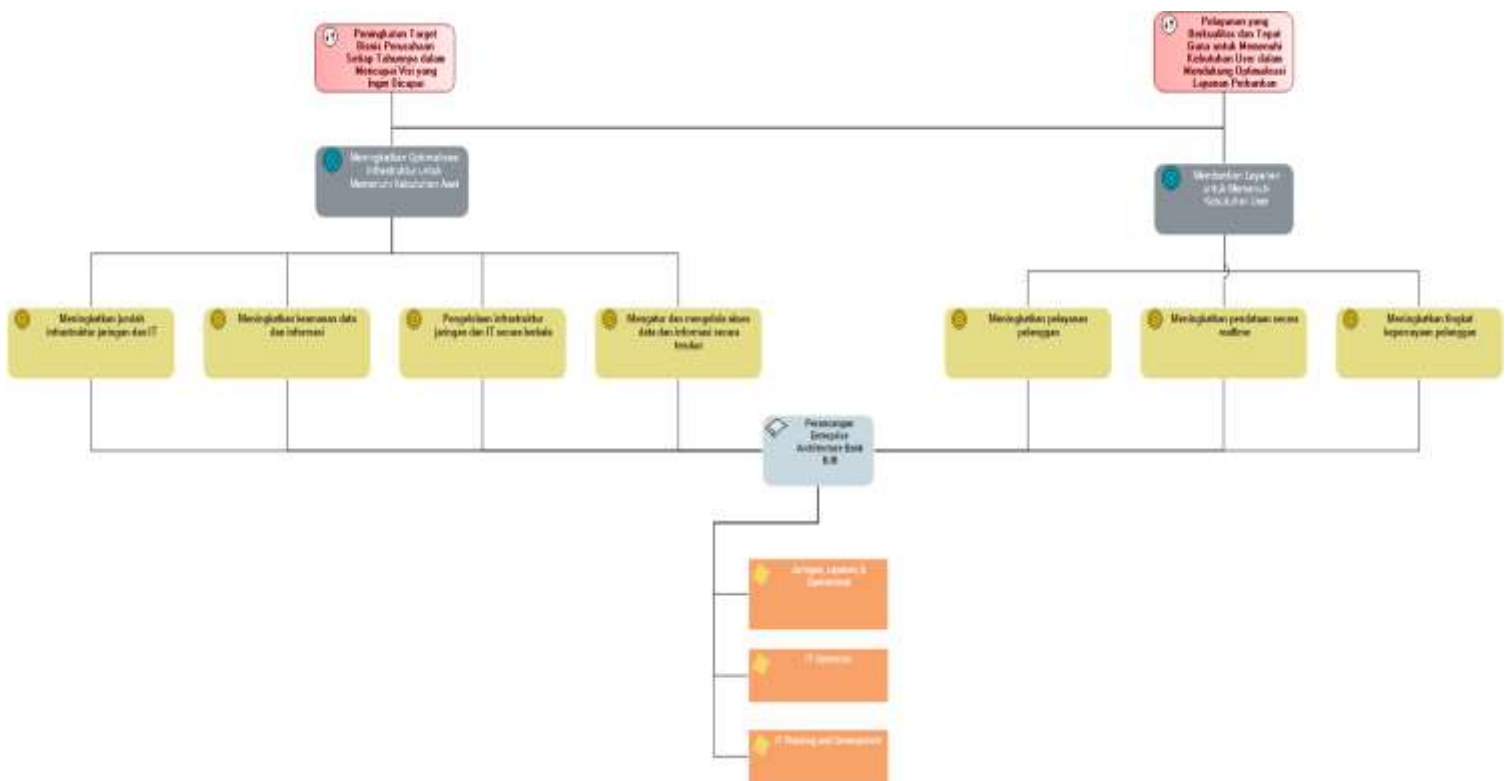 Peningkatan Target
Bisnis Perusahaan
Setiap Tahunnya dalam
Mencapai Visi yang
Ingin Dicapai
Pelayanan yang
Berkualitas dan Tepat
Guna untuk Memenuhi
Kebutuhan User dalam
Mendukung Optimalisasi
Layanan Perbankan
Meningkatkan Optimalisasi
Infrastruktur untuk
Memenuhi Kebutuhan
Memberikan Layanan
untuk Memenuhi
Kebutuhan User
Meningkatkan jumlah
infrastruktur jaringan dan IT
Meningkatkan keamanan data
dan informasi
Pengelolaan infrastruktur
jaringan dan IT secara berkala
Mengatur dan mengelola akses
data dan informasi secara
Meningkatkan pelayanan
pelanggan
Meningkatkan pendataan secara
realtime
Meningkatkan tingkat
kepercayaan pelanggan
Perancangan
Enterprise
Architecture Bank
BJB
Jaringan, Layanan, &
Operasional
IT Services
IT Planning and Development